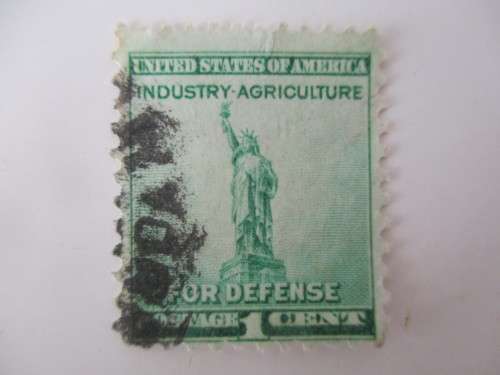 UNITED STATES OF AMERICA
INDUSTRY-AGRICULTURE
FOR DEFENSE
POSTAGE 1 CENT